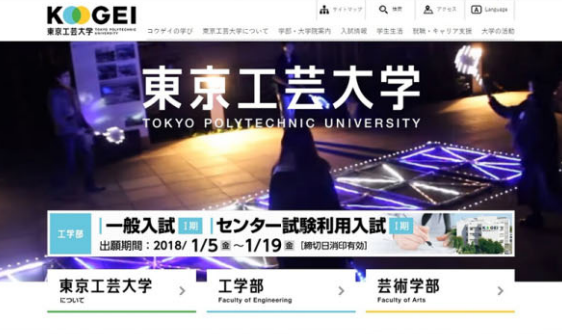 KOGEI
東京工芸大学 TOKYO POLYTECHNIC UNIVERSITY
サイトマップ 検索 アクセス Language
コウゲイの学び 東京工芸大学について 学部・大学院案内 入試情報 学生生活 就職・キャリア支援 大学の活動
東京工芸大学
TOKYO POLYTECHNIC UNIVERSITY
工学部
一般入試 I期 センター試験利用入試 I期
出願期間：2018/1/5㊎～1/19㊎ [締切日消印有効]
東京工芸大学
について
工学部
Faculty of Engineering
芸術学部
Faculty of Arts